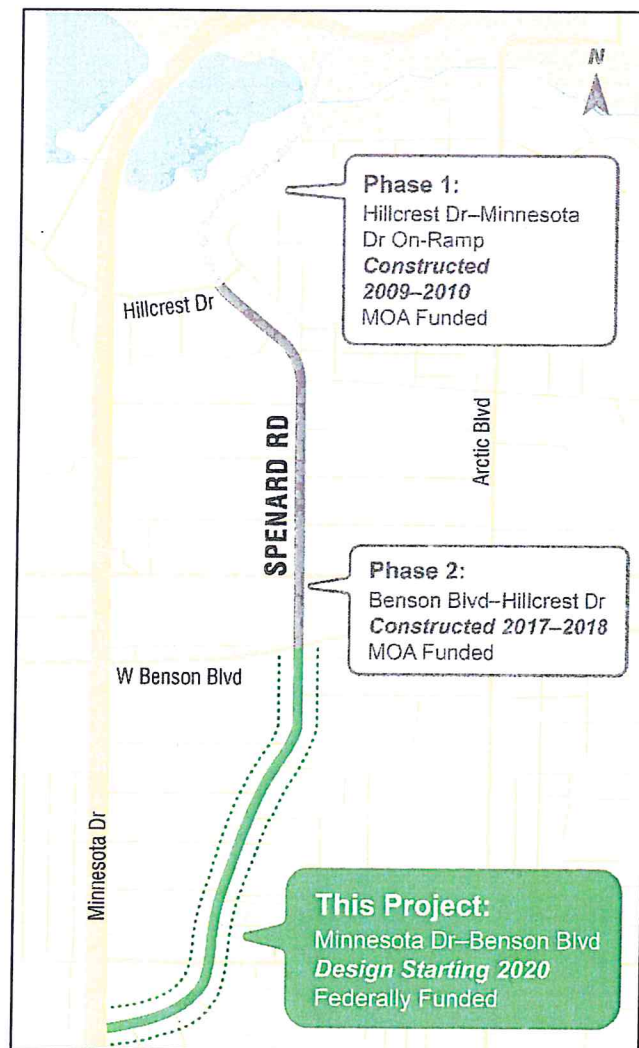 N
Phase 1:
Hillcrest Dr–Minnesota
Dr On-Ramp
Constructed
2009–2010
MOA Funded
Hillcrest Dr
SPENARD RD
Arctic Blvd
Phase 2:
Benson Blvd–Hillcrest Dr
Constructed 2017–2018
MOA Funded
W Benson Blvd
Minnesota Dr
This Project:
Minnesota Dr–Benson Blvd
Design Starting 2020
Federally Funded